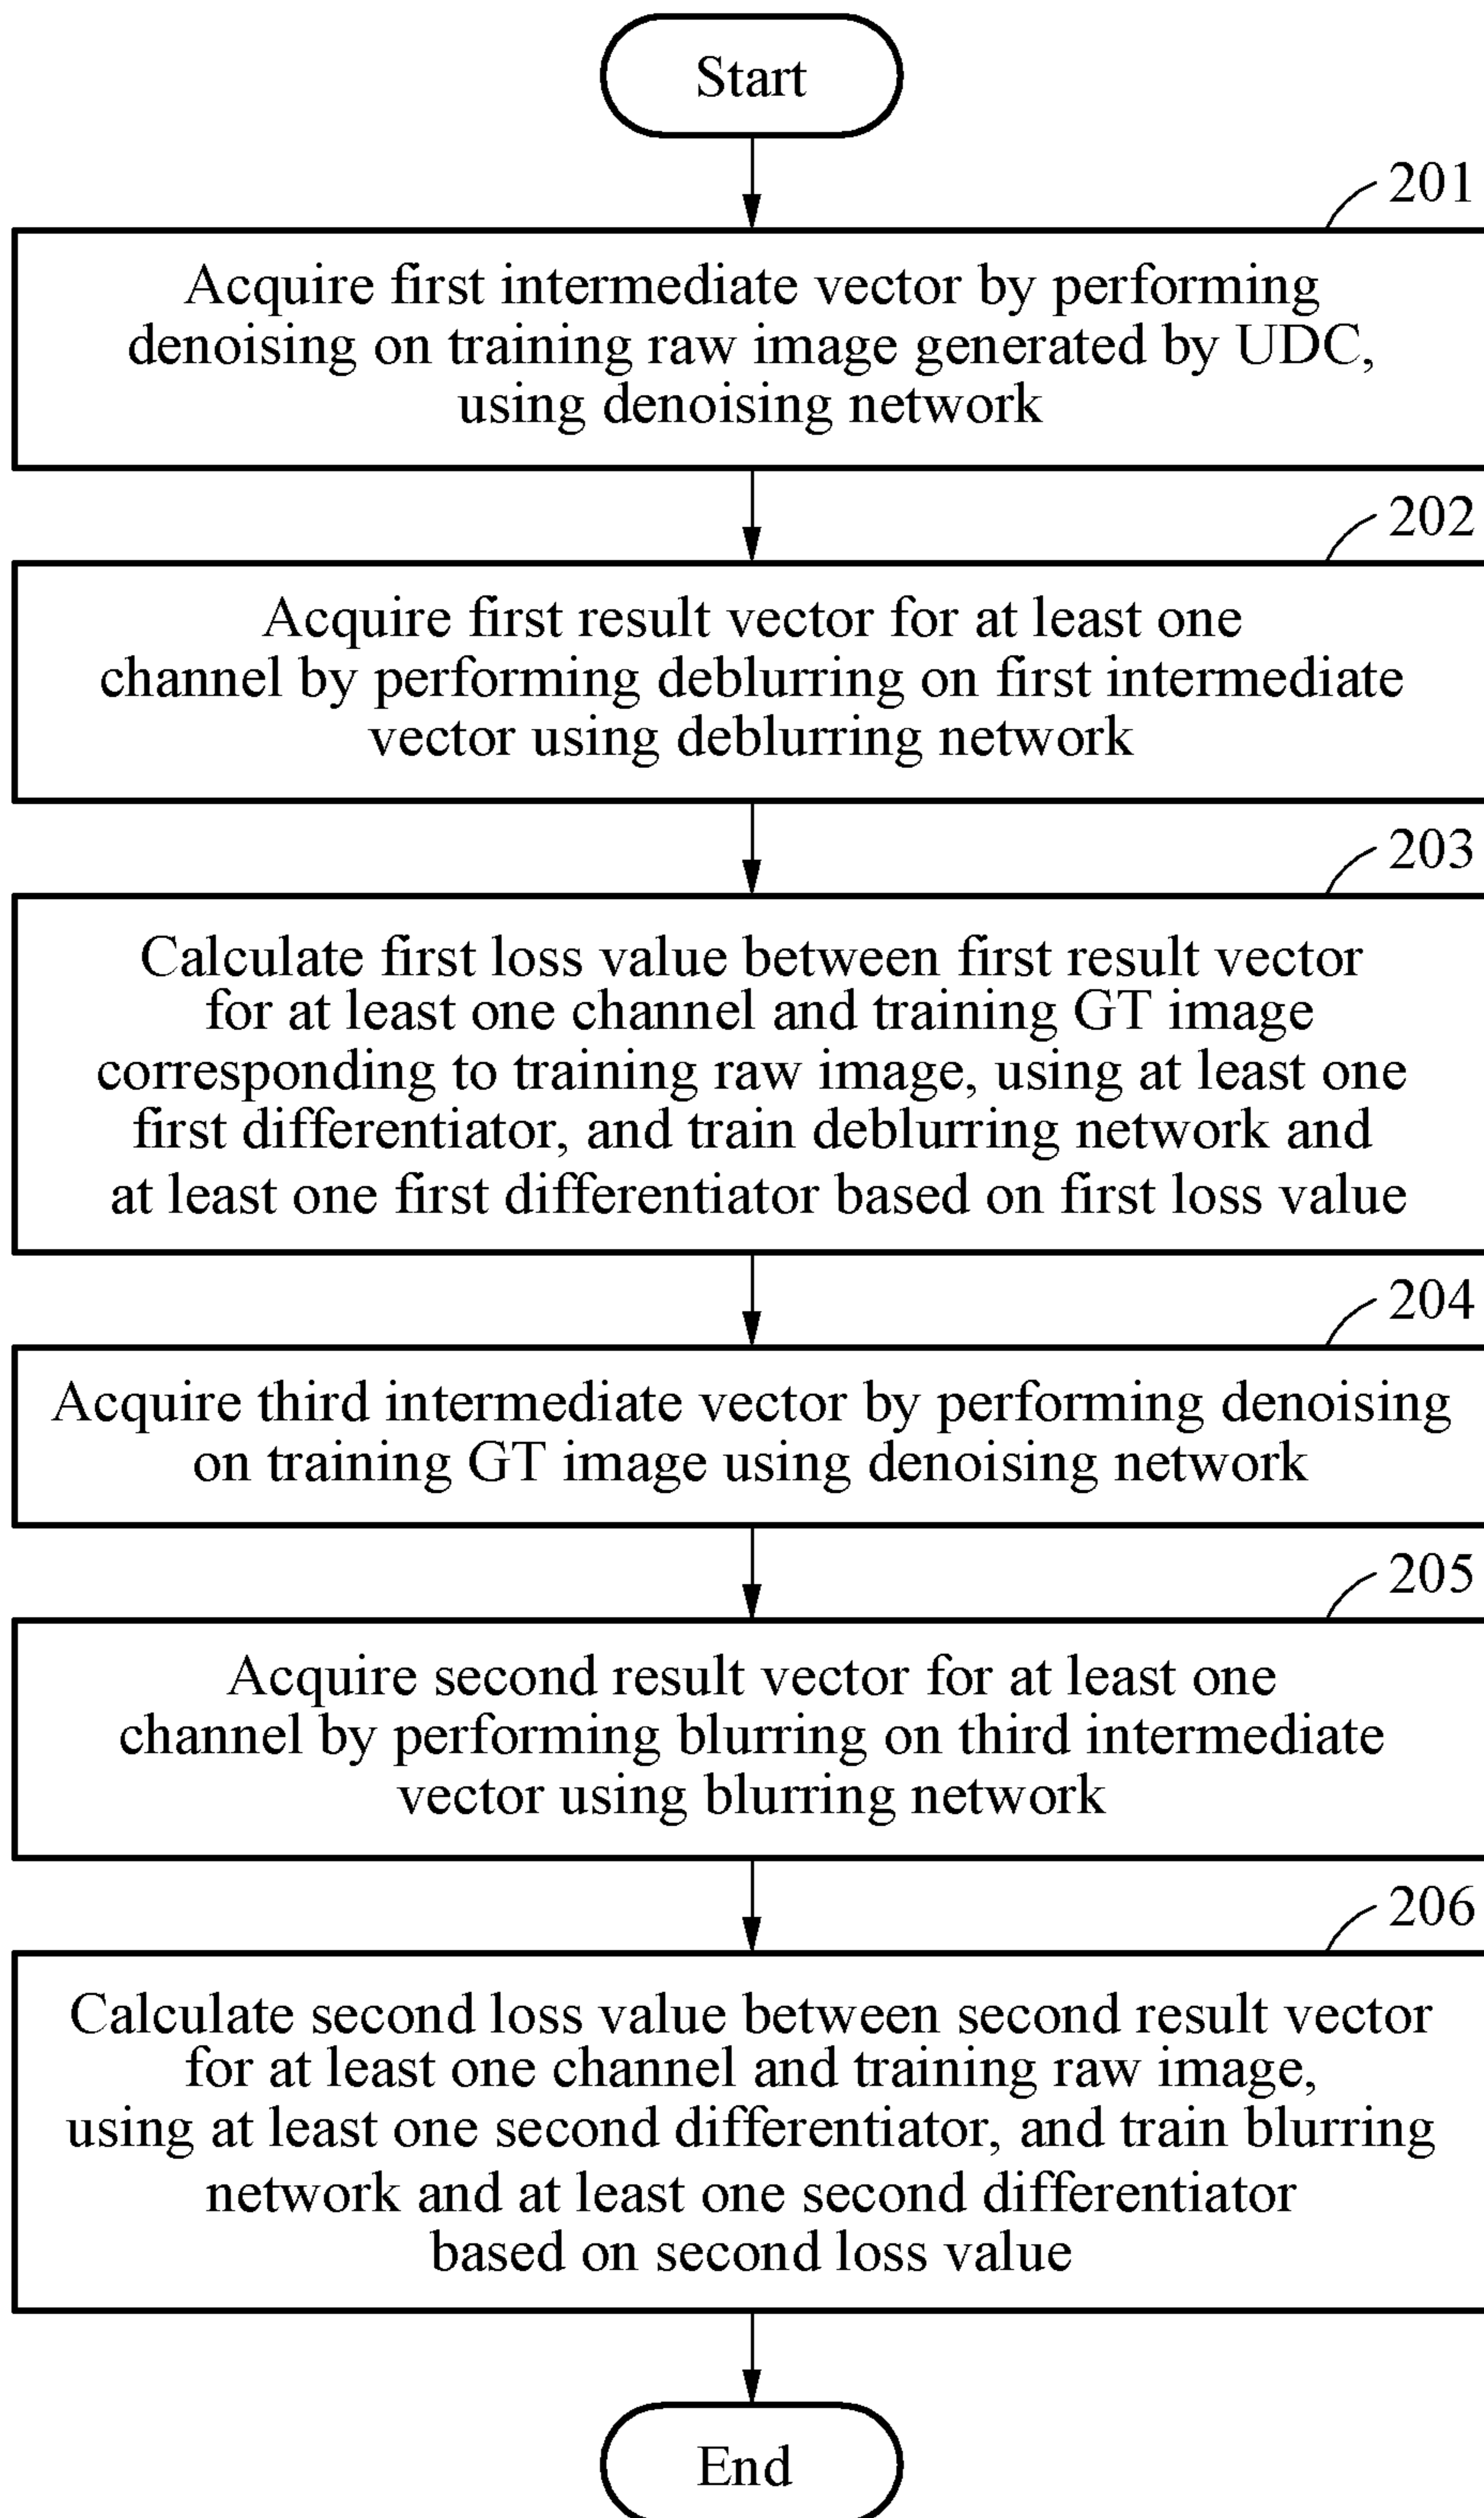 Start
201
Acquire first intermediate vector by performing
denoising on training raw image generated by UDC,
using denoising network
202
Acquire first result vector for at least one
channel by performing deblurring on first intermediate
vector using deblurring network
203
Calculate first loss value between first result vector
for at least one channel and training GT image
corresponding to training raw image, using at least one
first differentiator, and train deblurring network and
at least one first differentiator based on first loss value
204
Acquire third intermediate vector by performing denoising
on training GT image using denoising network
205
Acquire second result vector for at least one
channel by performing blurring on third intermediate
vector using blurring network
206
Calculate second loss value between second result vector
for at least one channel and training raw image,
using at least one second differentiator, and train blurring
network and at least one second differentiator
based on second loss value
End